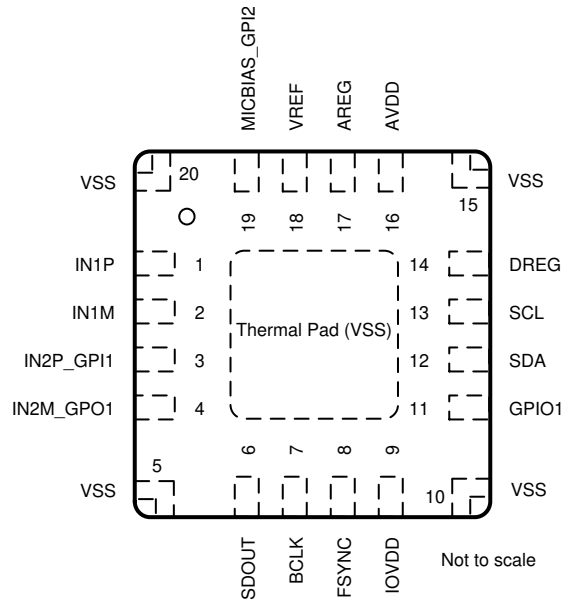 MICBIAS_GPI2
VREF
AREG
AVDD
VSS
20
19
18
17
16
15
VSS
IN1P
1
14
DREG
IN1M
2
13
SCL
Thermal Pad (VSS)
IN2P_GPI1
3
12
SDA
IN2M_GPO1
4
11
GPIO1
VSS
5
6
7
8
9
10
VSS
SDOUT
BCLK
FSYNC
IOVDD
Not to scale